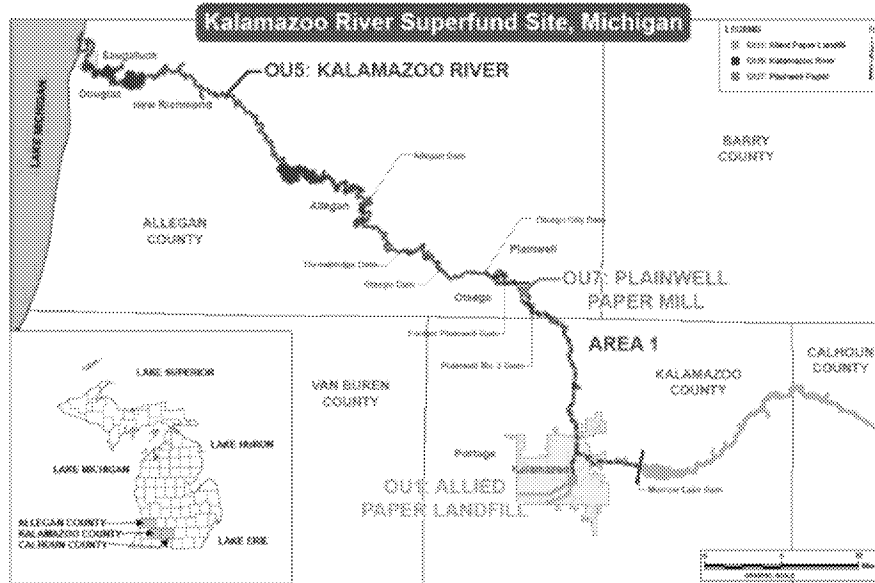 Kalamazoo River Superfund Site, Michigan
LEGEND
OU1: Allied Paper Landfill
OU5: Kalamazoo River
OU7: Plainwell Paper
Saugatuck
OU5: KALAMAZOO RIVER
Douglas
New Richmond
LAKE MICHIGAN
BARRY
COUNTY
Allegan Dam
Allegan
ALLEGAN
COUNTY
Otsego City Dam
Plainwell
Trowbridge Dam
OU7: PLAINWELL
PAPER MILL
Otsego Dam
Otsego
Former Plainwell Dam
AREA 1
Plainwell No. 2 Dam
CALHOUN
COUNTY
KALAMAZOO
COUNTY
VAN BUREN
COUNTY
LAKE SUPERIOR
LAKE HURON
LAKE MICHIGAN
Portage
Kalamazoo
OU1: ALLIED
PAPER LANDFILL
Morrow Lake Dam
ALLEGAN COUNTY
KALAMAZOO COUNTY
CALHOUN COUNTY
LAKE ERIE